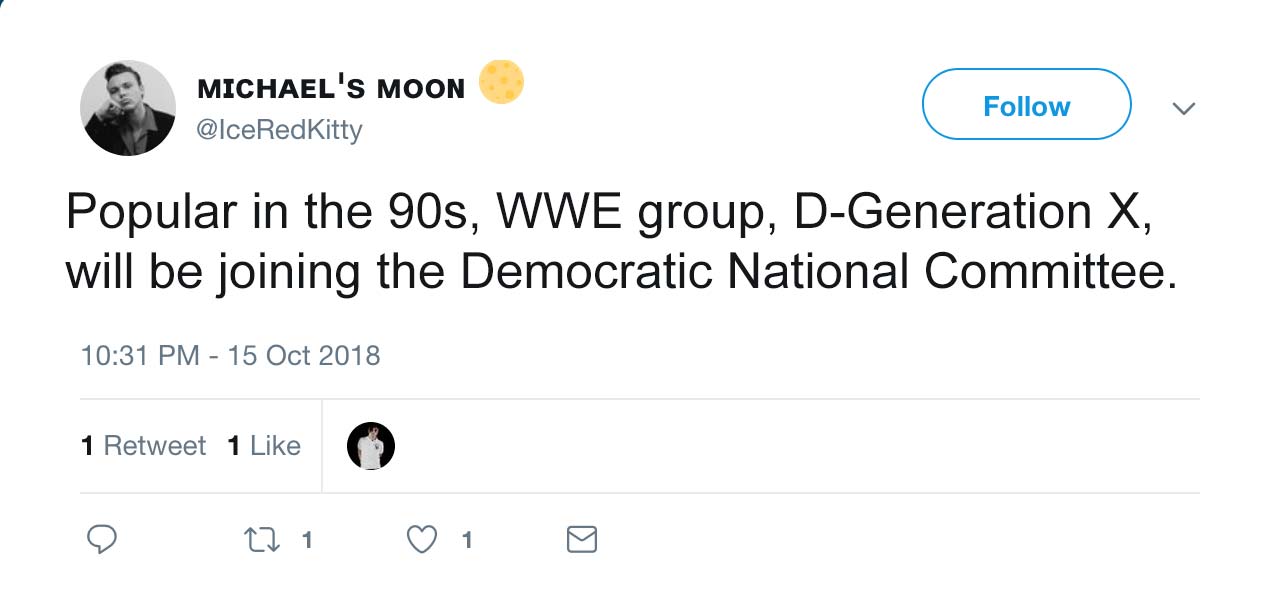 MICHAEL'S MOON
@IceRedKitty
Follow
Popular in the 90s, WWE group, D-Generation X,
will be joining the Democratic National Committee.
10:31 PM - 15 Oct 2018
1 Retweet 1 Like
1 1